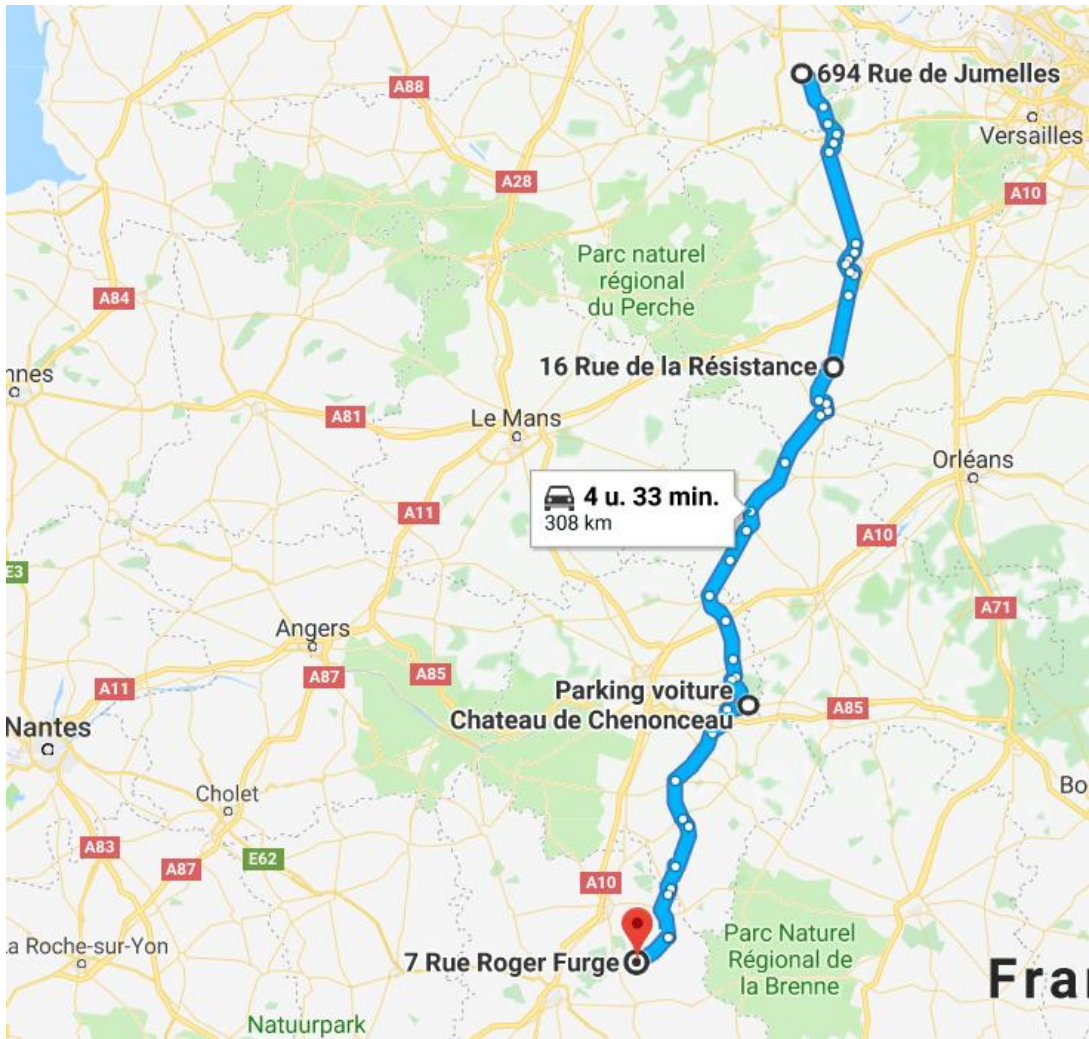 694 Rue de Jumelles
A88
Versailles
A28
A10
Parc naturel
régional
du Perche
A84
16 Rue de la Résistance
nnes
A81
Le Mans
Orléans
4 u. 33 min.
308 km
A11
A10
E3
A71
Angers
A87
A85
A11
Parking voiture
Chateau de Chenonceau
A85
Nantes
Cholet
Bo
A83
A87
E62
A10
La Roche-sur-Yon
Parc Naturel
Régional de
la Brenne
7 Rue Roger Furge
Fran
Natuurpark